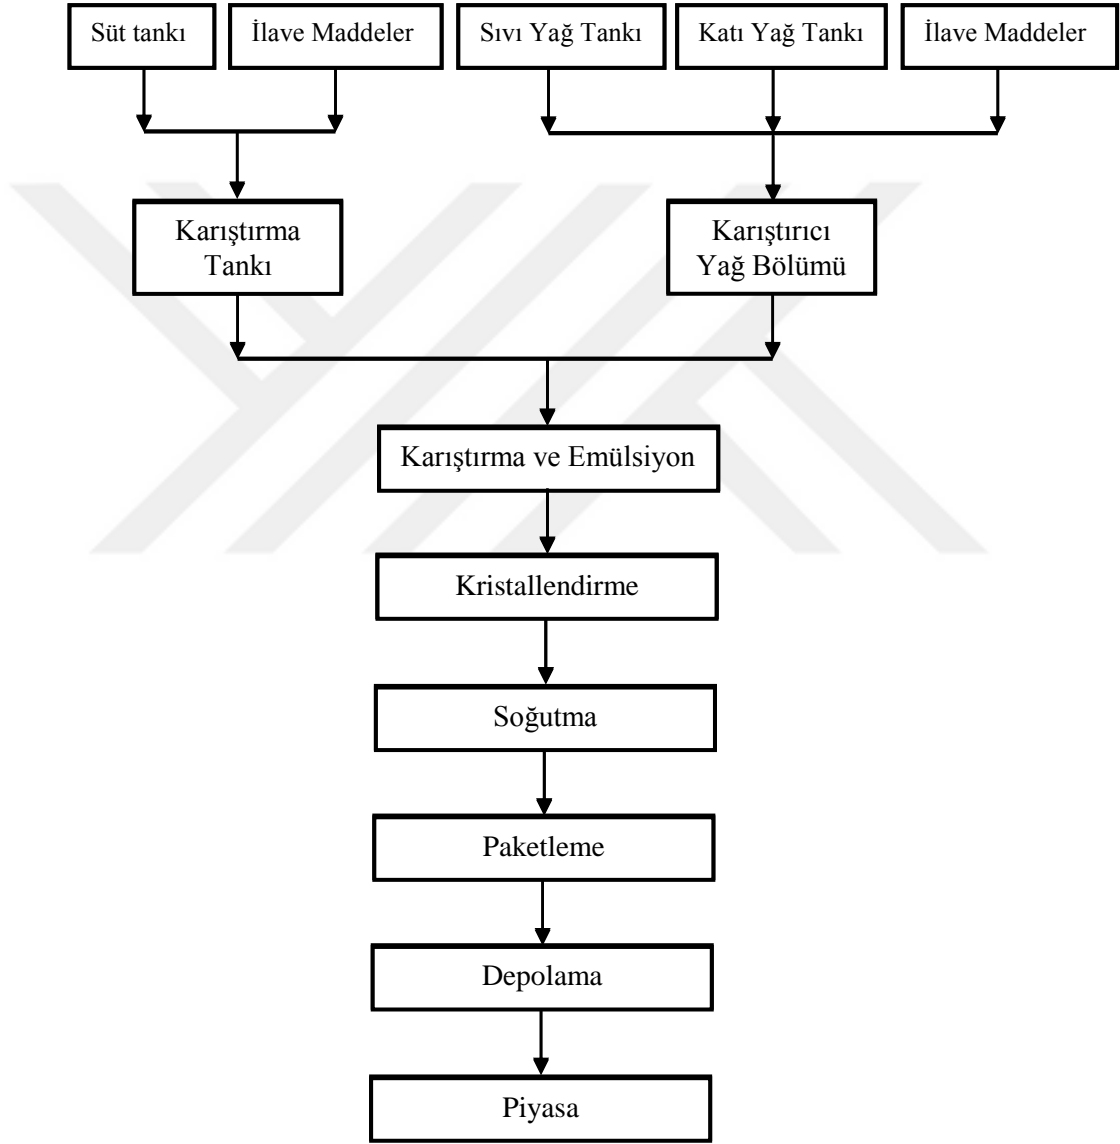 Süt tankı
İlave Maddeler
Sıvı Yağ Tankı
Katı Yağ Tankı
İlave Maddeler
Karıştırma
Tankı
Karıştırıcı
Yağ Bölümü
Karıştırma ve Emülsiyon
Kristallendirme
Soğutma
Paketleme
Depolama
Piyasa